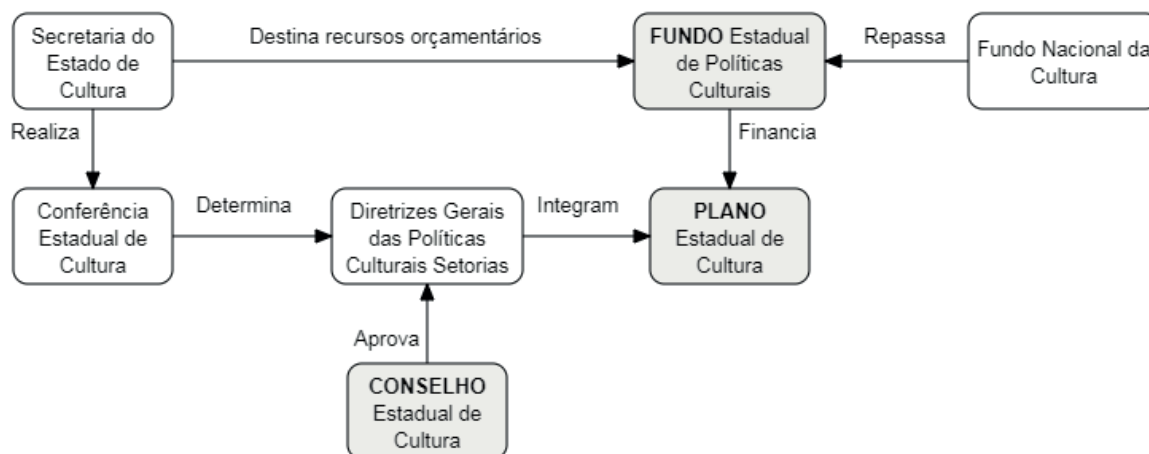 Secretaria do
Estado de
Cultura
Destina recursos orçamentários
FUNDO Estadual
de Políticas
Culturais
Repassa
Fundo Nacional da
Cultura
Realiza
Financia
Conferência
Estadual de
Cultura
Determina
Diretrizes Gerais
das Políticas
Culturais Setorias
Integram
PLANO
Estadual de
Cultura
Aprova
CONSELHO
Estadual de
Cultura